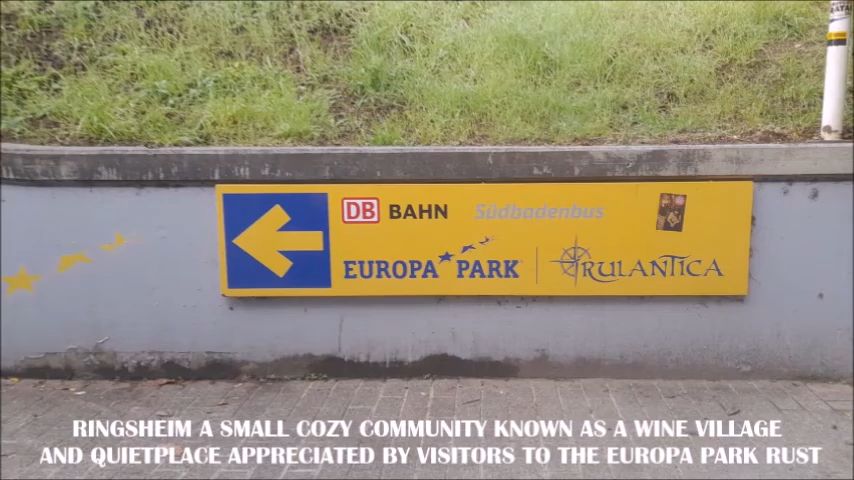 DB BAHN Südbadenbus
EUROPA PARK RULANTICA
RINGSHEIM A SMALL, COZY COMMUNITY KNOWN AS A WINE VILLAGE
AND QUIETPLACE APPRECIATED BY VISITORS TO THE EUROPA PARK RUST